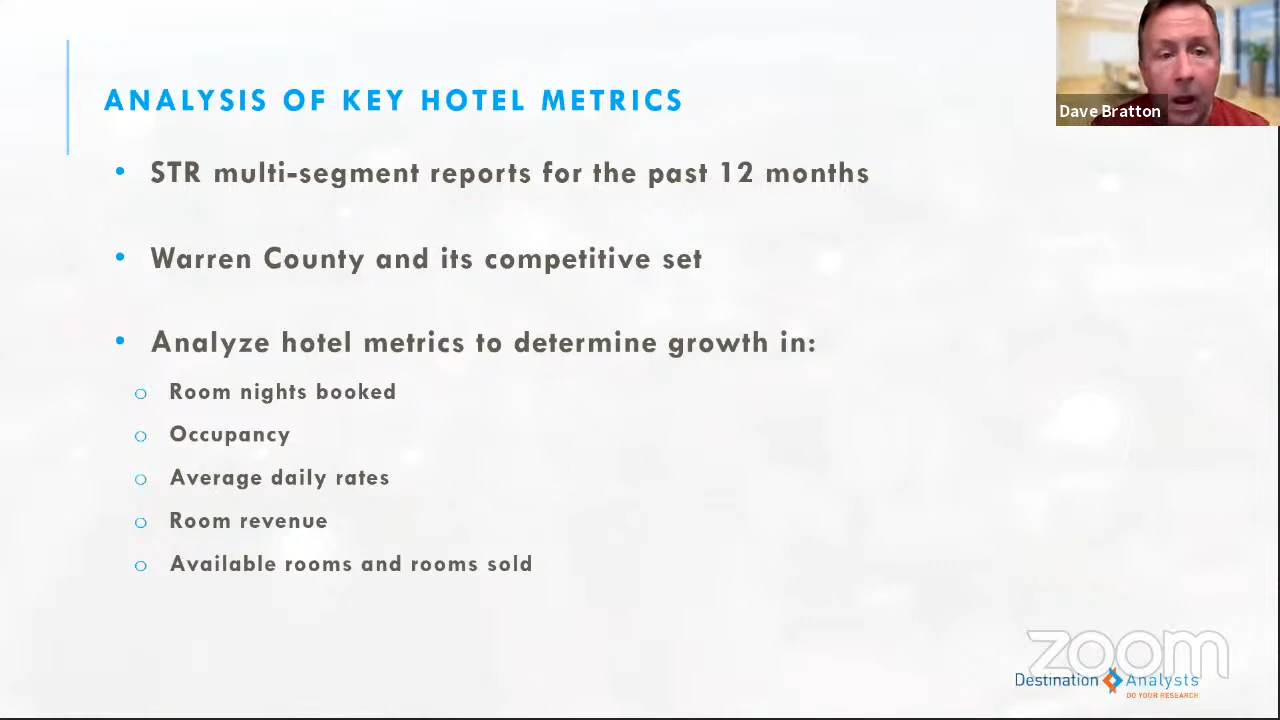 ANALYSIS OF KEY HOTEL METRICS
Dave Bratton
• STR multi-segment reports for the past 12 months
• Warren County and its competitive set
• Analyze hotel metrics to determine growth in:
o Room nights booked
o Occupancy
o Average daily rates
o Room revenue
o Available rooms and rooms sold
zoom
Destination Analysts
DO YOUR RESEARCH